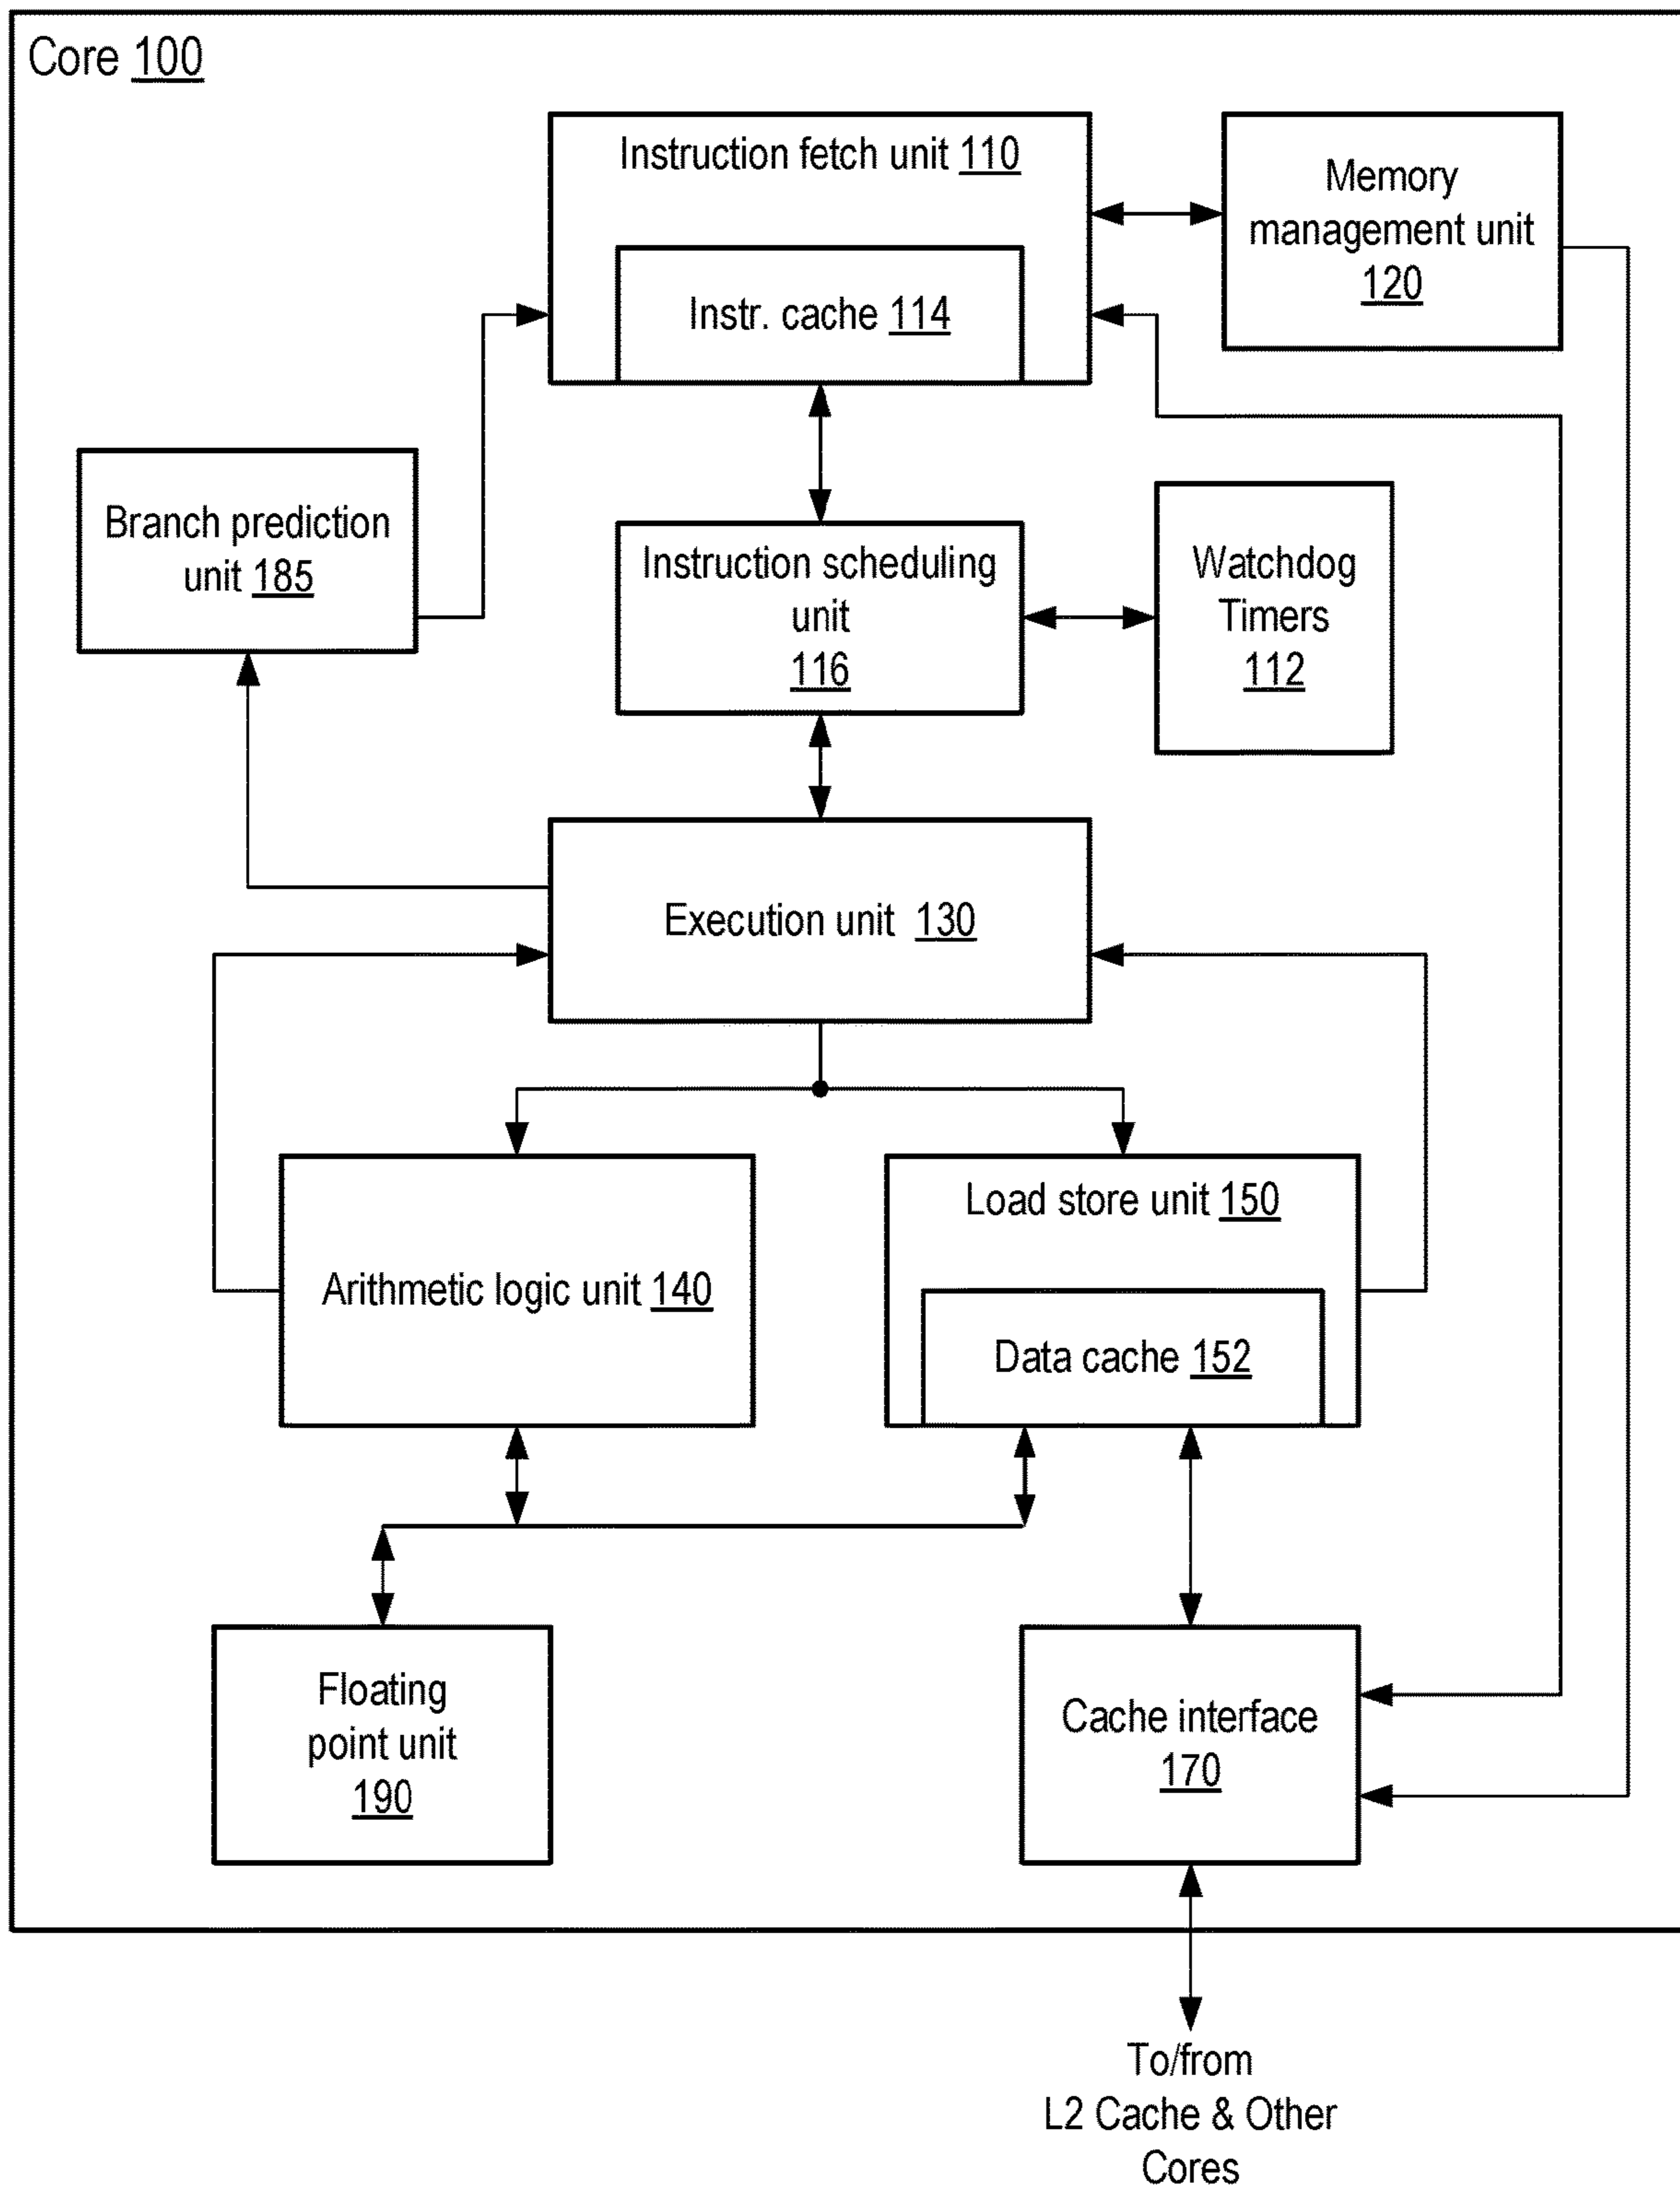 Core 100
Instruction fetch unit 110
Instr. cache 114
Memory
management unit
120
Branch prediction
unit 185
Instruction scheduling
unit
116
Watchdog
Timers
112
Execution unit 130
Arithmetic logic unit 140
Load store unit 150
Data cache 152
Floating
point unit
190
Cache interface
170
To/from
L2 Cache & Other
Cores